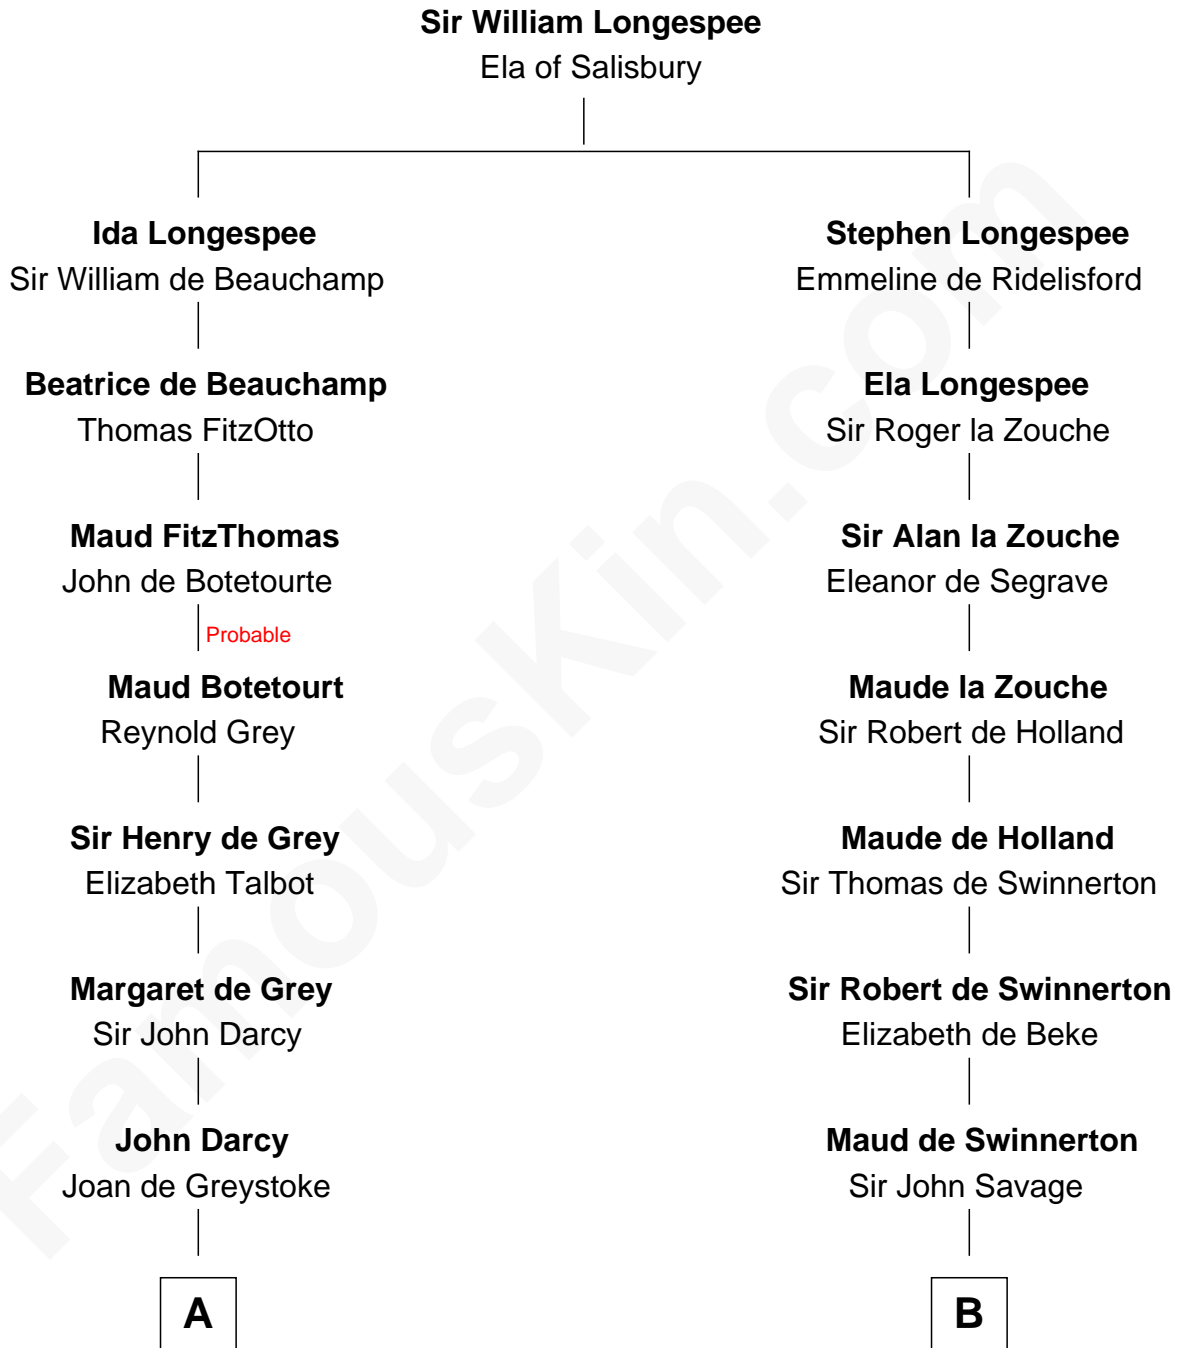 Sir William Longespee
Ela of Salisbury
Ida Longespee
Sir William de Beauchamp
Beatrice de Beauchamp
Thomas FitzOtto
Maud FitzThomas
John de Botetourte
Probable
Maud Botetourt
Reynold Grey
Sir Henry de Grey
Elizabeth Talbot
Margaret de Grey
Sir John Darcy
John Darcy
Joan de Greystoke
A
Stephen Longespee
Emmeline de Ridelisford
Ela Longespee
Sir Roger la Zouche
Sir Alan la Zouche
Eleanor de Segrave
Maude la Zouche
Sir Robert de Holland
Maude de Holland
Sir Thomas de Swinnerton
Sir Robert de Swinnerton
Elizabeth de Beke
Maud de Swinnerton
Sir John Savage
B
FamousKin.com